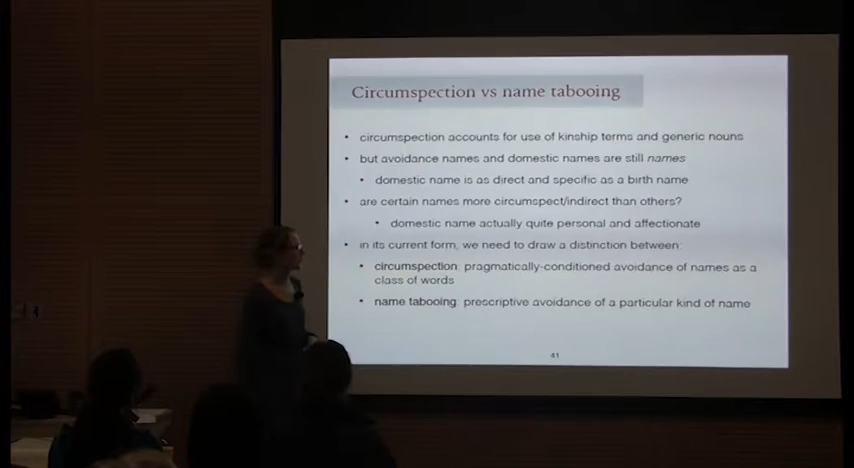 Circumspection vs name tabooing
• circumspection accounts for use of kinship terms and generic nouns
• but avoidance names and domestic names are still names
• domestic name is as direct and specific as a birth name
• are certain names more circumspect/indirect than others?
• domestic name actually quite personal and affectionate
• in its current form, we need to draw a distinction between:
• circumspection: pragmatically-conditioned avoidance of names as a
class of words
• name tabooing: prescriptive avoidance of a particular kind of name
41